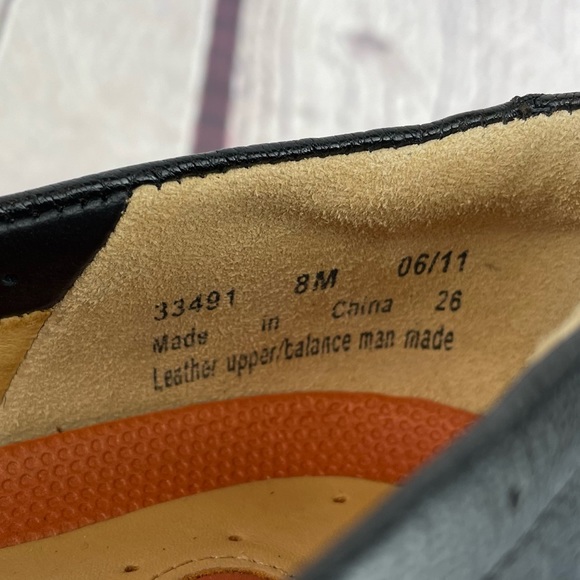 33491 8M 06/11
Made in China 26
Leather upper/balance man made